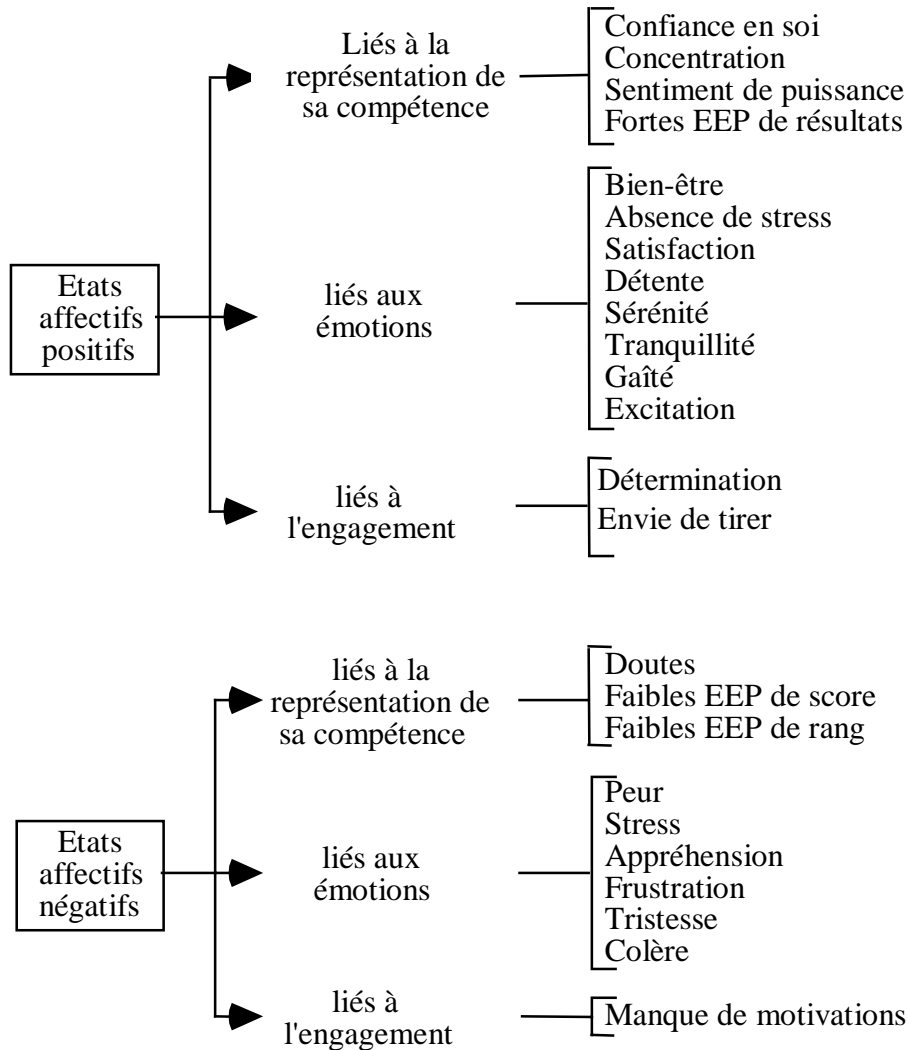 Etats
affectifs
positifs
Liés à la
représentation de
sa compétence
Confiance en soi
Concentration
Sentiment de puissance
Fortes EEP de résultats
liés aux
émotions
Bien-être
Absence de stress
Satisfaction
Détente
Sérénité
Tranquillité
Gaîté
Excitation
liés à
l'engagement
Détermination
Envie de tirer
Etats
affectifs
négatifs
liés à la
représentation de
sa compétence
Doutes
Faibles EEP de score
Faibles EEP de rang
liés aux
émotions
Peur
Stress
Appréhension
Frustration
Tristesse
Colère
liés à
l'engagement
Manque de motivations